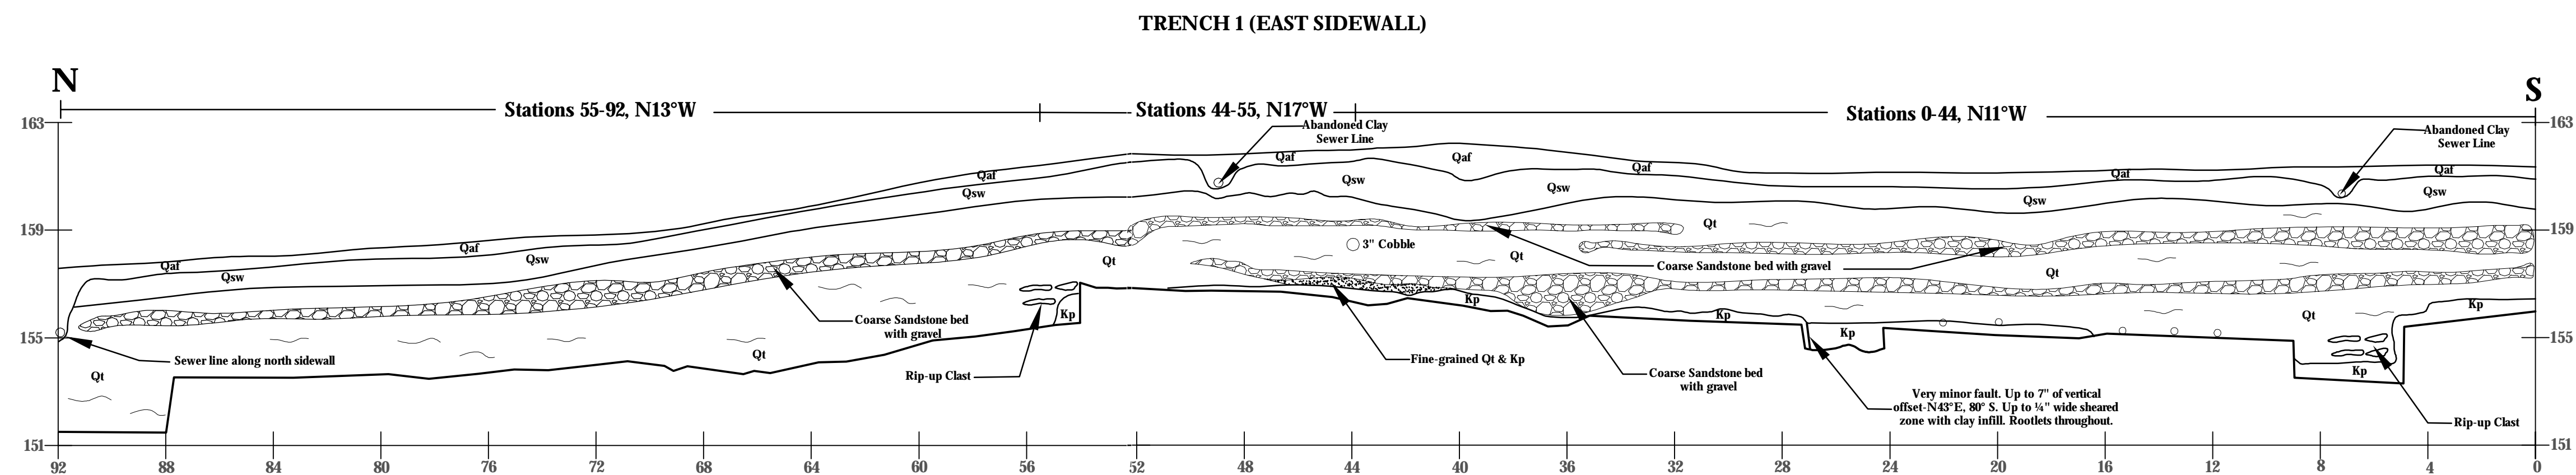 TRENCH 1 (EAST SIDEWALL)
N
S
Stations 55-92, N13°W
Stations 44-55, N17°W
Stations 0-44, N11°W
163
163
Abandoned Clay
Sewer Line
Abandoned Clay
Sewer Line
Qaf
Qaf
Qaf
Qaf
Qaf
Qaf
Qaf
Qaf
Qsw
Qsw
Qsw
Qsw
Qsw
Qsw
Qsw
159
159
Qt
3" Cobble
Qt
Qt
Qt
Coarse Sandstone bed with gravel
Kp
Kp
Kp
Kp
Qt
Coarse Sandstone bed
with gravel
155
155
Kp
Qt
Sewer line along north sidewall
Rip-up Clast
Fine-grained Qt & Kp
Coarse Sandstone bed
with gravel
Kp
Qt
Very minor fault. Up to 7" of vertical
offset-N43°E, 80° S. Up to ¼" wide sheared
zone with clay infill. Rootlets throughout.
Rip-up Clast
151
151
92 88 84 80 76 72 68 64 60 56 52 48 44 40 36 32 28 24 20 16 12 8 4 0